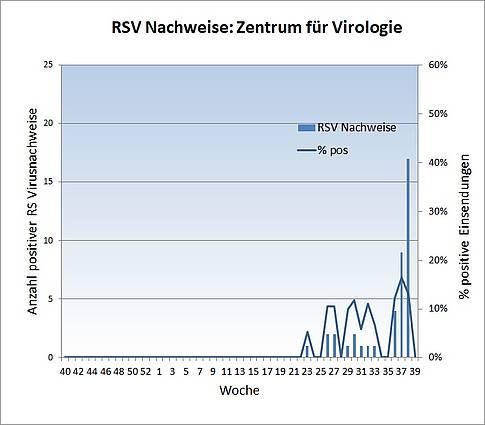 RSV Nachweise: Zentrum für Virologie
Anzahl positiver RS Virusnachweise
25
20
15
10
5
0
RSV Nachweise
% pos
60%
50%
40%
30%
20%
10%
0%
% positive Einsendungen
40 42 44 46 48 50 52 1 3 5 7 9 11 13 15 17 19 21 23 25 27 29 31 33 35 37 39
Woche